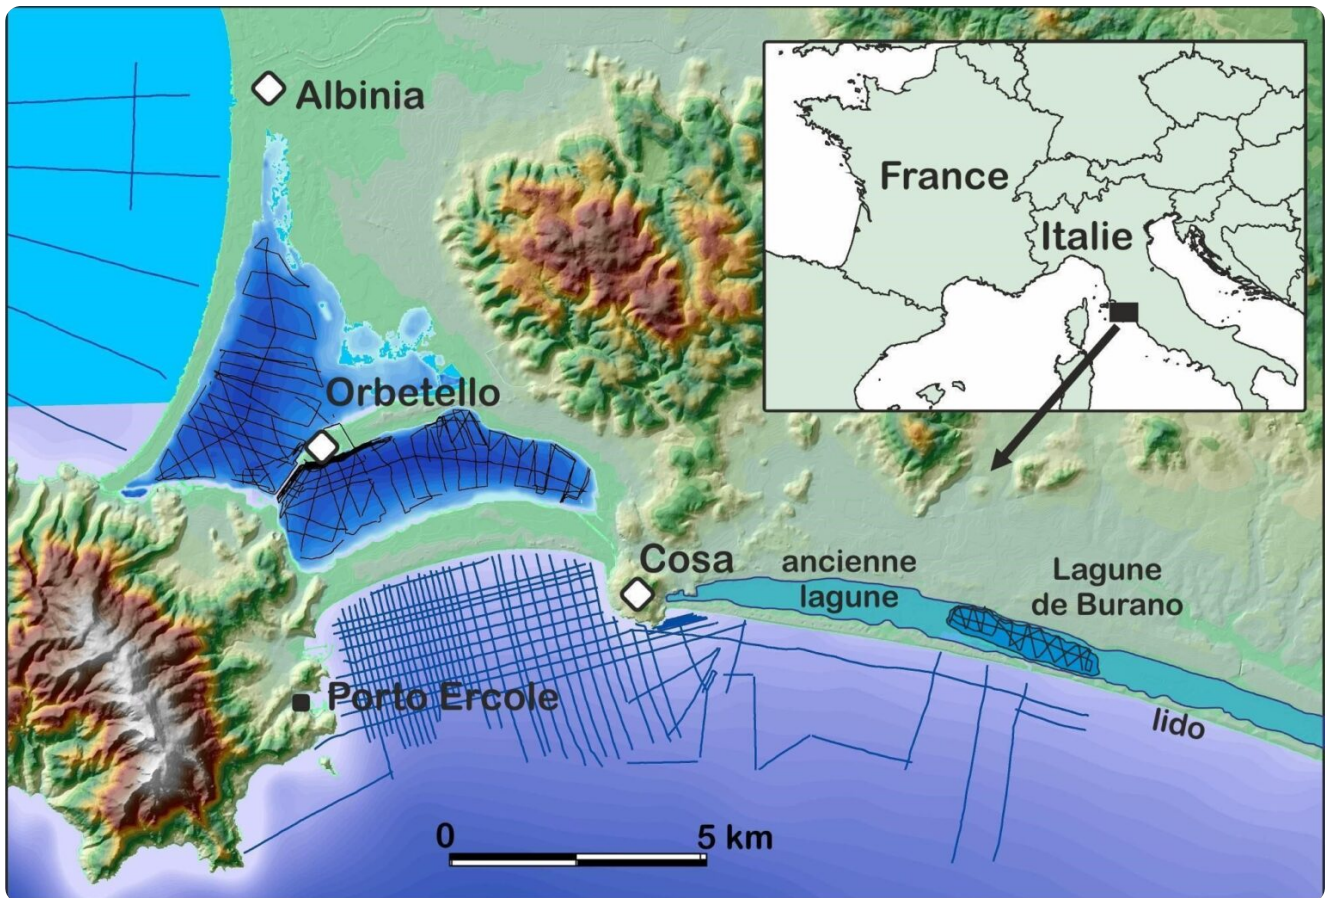 Albinia
France
Italie
Orbetello
Cosa
ancienne
lagune
Lagune
de Burano
Porto Ercole
lido
0 5 km